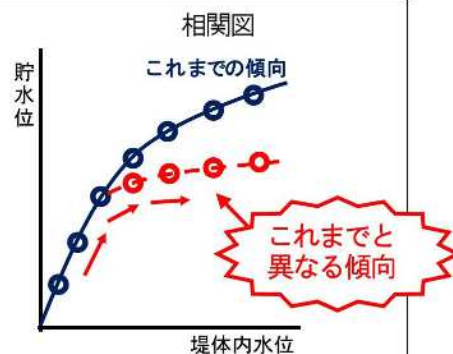 相関図
貯水位
これまでの傾向
これまでと
異なる傾向
堤体内水位